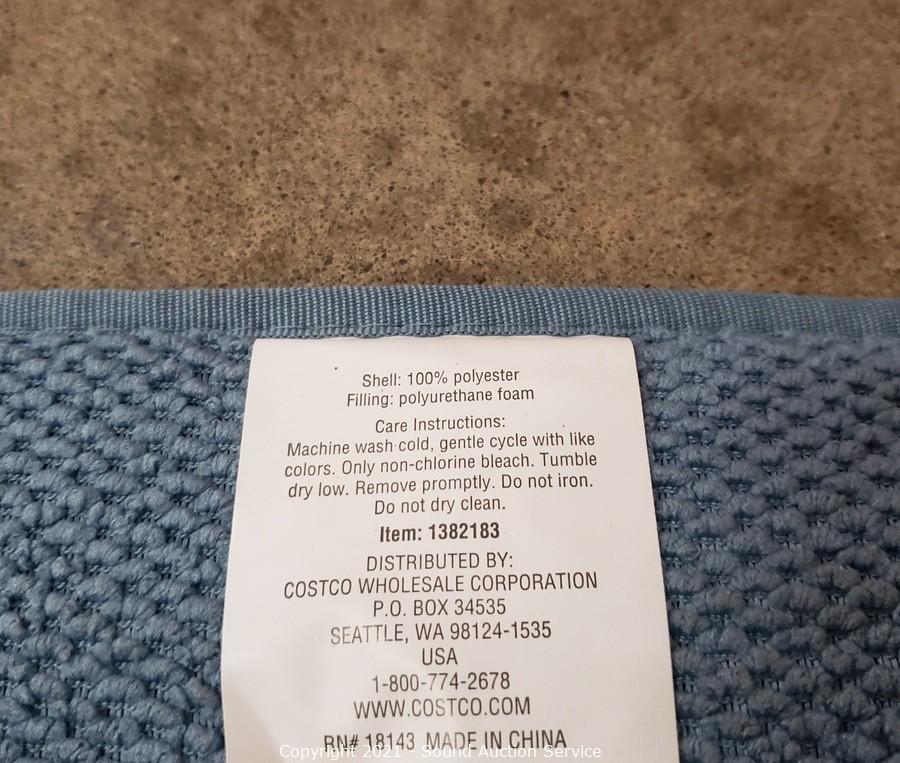 Shell: 100% polyester
Filling: polyurethane foam
Care Instructions:
Machine wash cold, gentle cycle with like
colors. Only non-chlorine bleach. Tumble
dry low. Remove promptly. Do not iron.
Do not dry clean.
Item: 1382183
DISTRIBUTED BY:
COSTCO WHOLESALE CORPORATION
P.O. BOX 34535
SEATTLE, WA 98124-1535
USA
1-800-774-2678
WWW.COSTCO.COM
RN# 18143 MADE IN CHINA
Copyright 2021 - Sound Auction Service